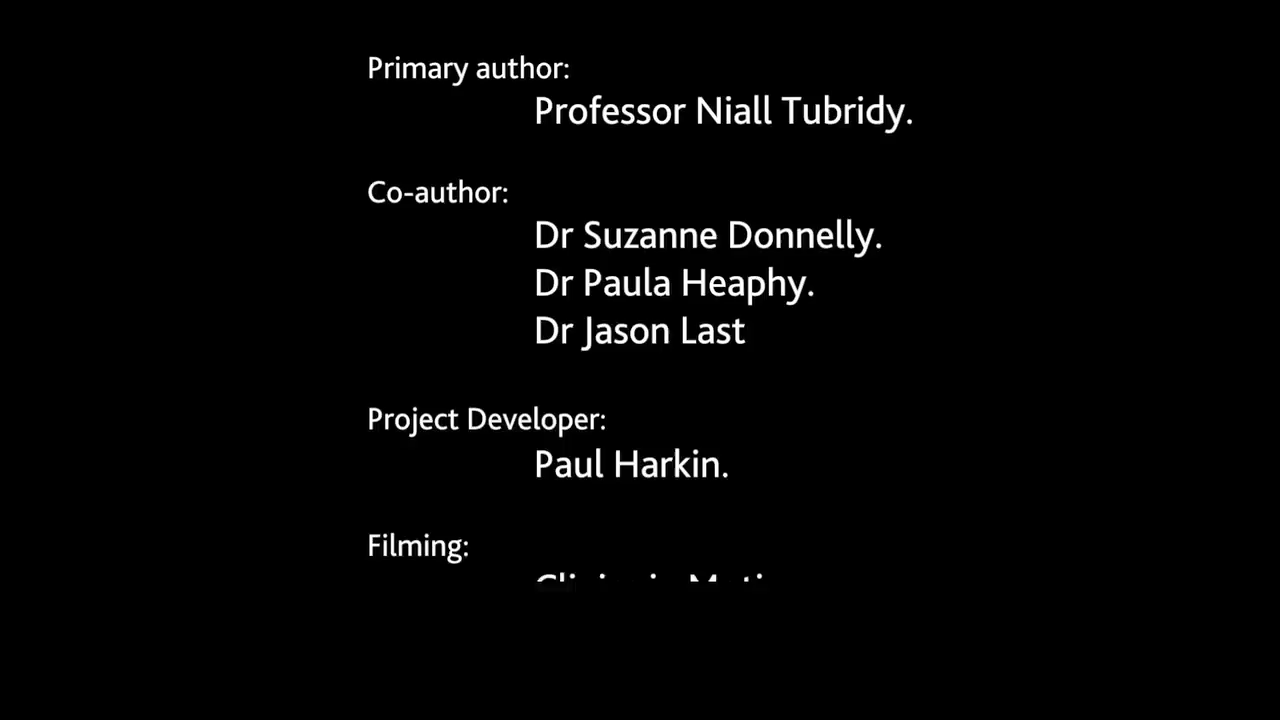 Primary author:
Professor Niall Tubridy.
Co-author:
Dr Suzanne Donnelly.
Dr Paula Heaphy.
Dr Jason Last
Project Developer:
Paul Harkin.
Filming: